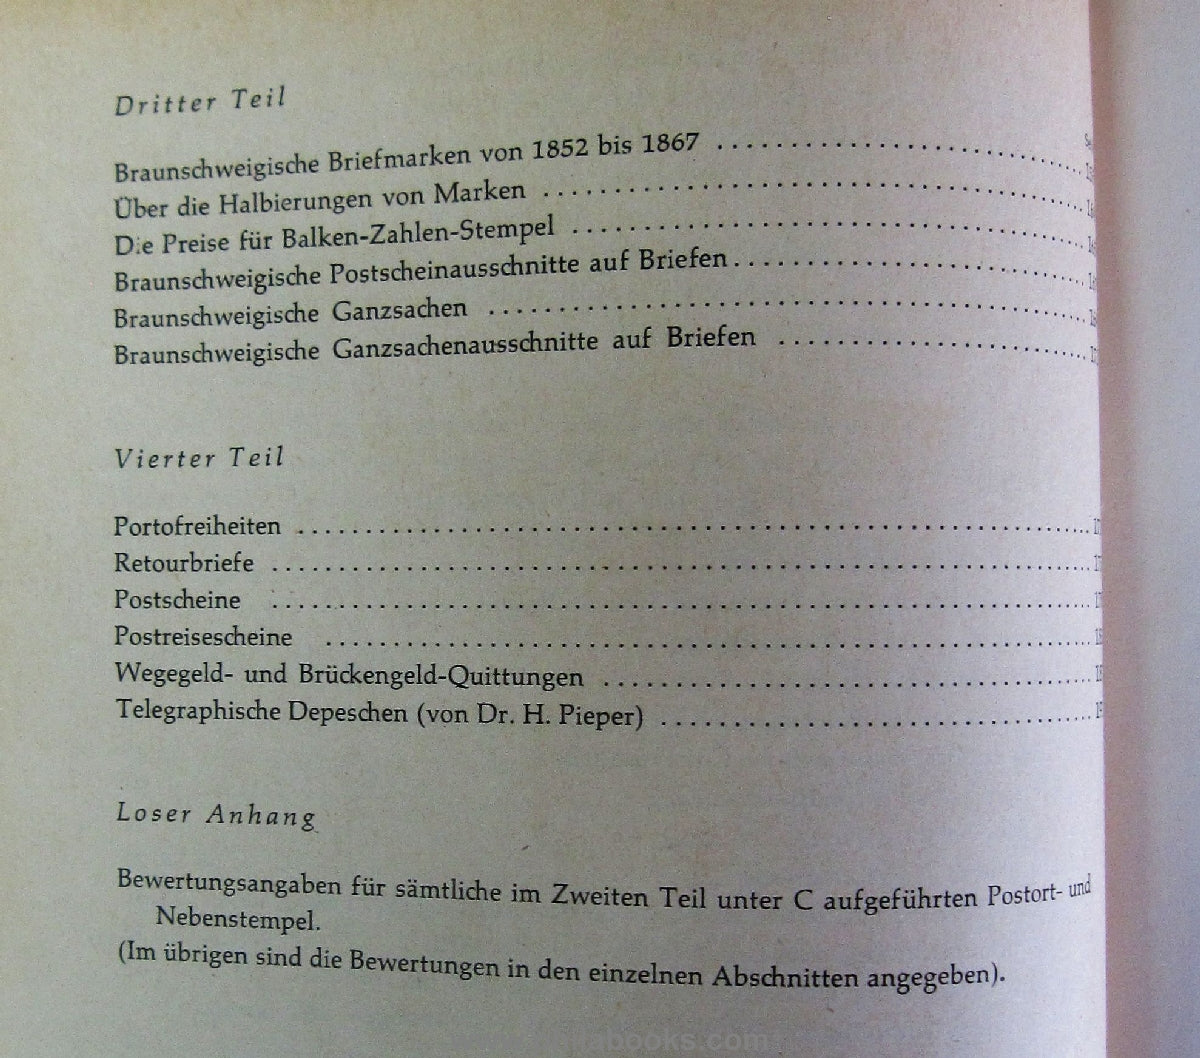 Dritter Teil
Braunschweigische Briefmarken von 1852 bis 1867
Über die Halbierungen von Marken
Die Preise für Balken-Zahlen-Stempel
Braunschweigische Postscheinausschnitte auf Briefen
Braunschweigische Ganzsachen
Braunschweigische Ganzsachenausschnitte auf Briefen
Vierter Teil
Portofreiheiten
Retourbriefe
Postscheine
Postreisescheine
Wegegeld- und Brückengeld-Quittungen
Telegraphische Depeschen (von Dr. H. Pieper)
Loser Anhang
Bewertungsangaben für sämtliche im Zweiten Teil unter C aufgeführten Postort- und
Nebenstempel.
(Im übrigen sind die Bewertungen in den einzelnen Abschnitten angegeben).